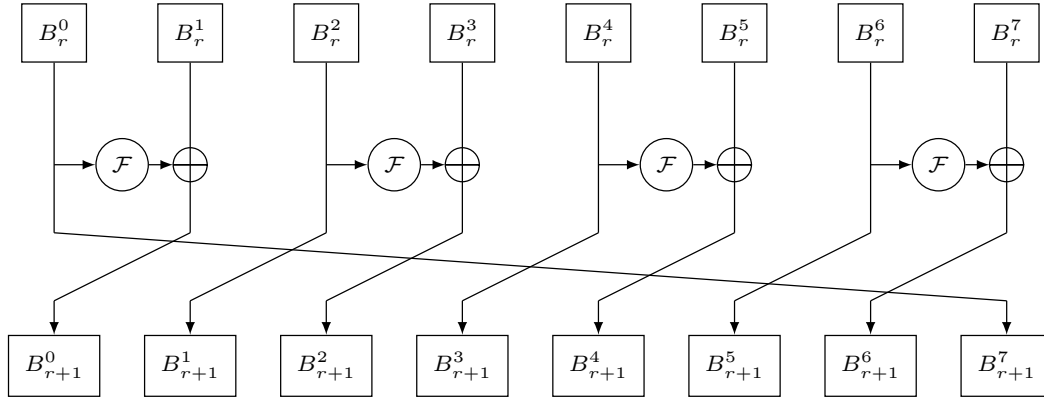 B_r^0 B_r^1 B_r^2 B_r^3 B_r^4 B_r^5 B_r^6 B_r^7
ℱ ℱ ℱ ℱ
B_{r+1}^0 B_{r+1}^1 B_{r+1}^2 B_{r+1}^3 B_{r+1}^4 B_{r+1}^5 B_{r+1}^6 B_{r+1}^7